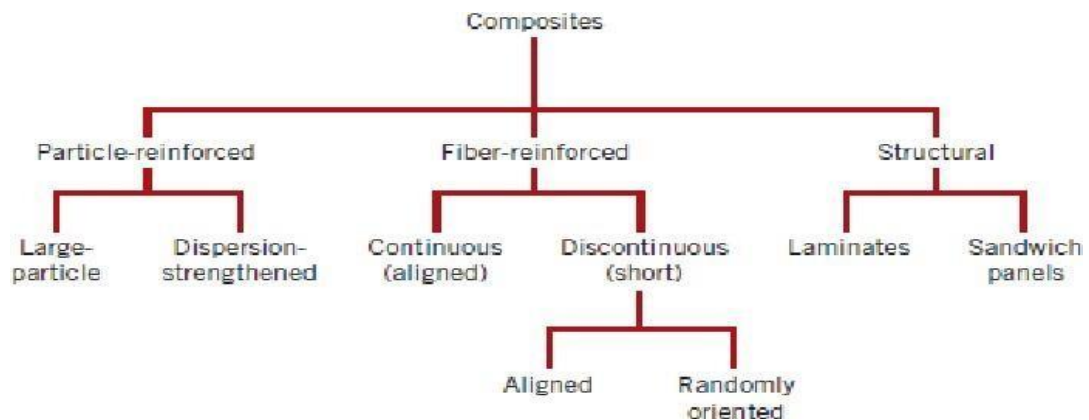 Composites
Particle-reinforced Fiber-reinforced Structural
Large-
particle
Dispersion-
strengthened
Continuous
(aligned)
Discontinuous
(short)
Laminates
Sandwich
panels
Aligned
Randomly
oriented